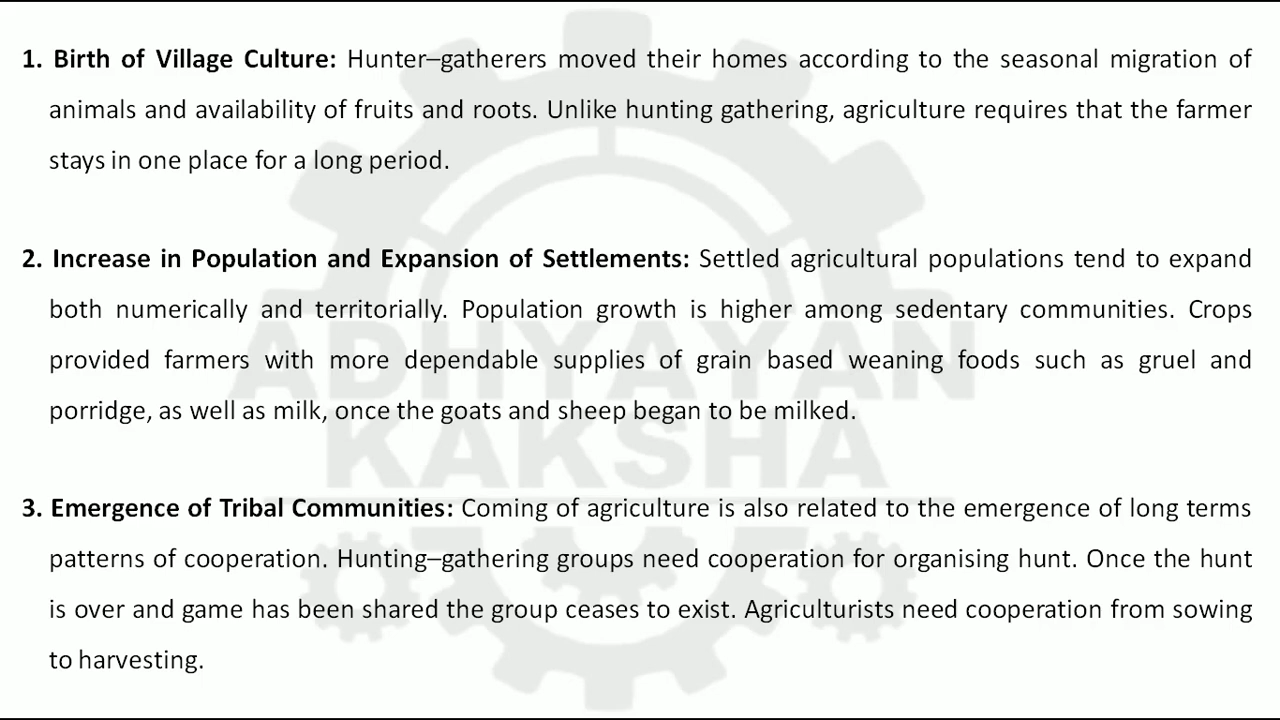 1. Birth of Village Culture: Hunter–gatherers moved their homes according to the seasonal migration of
animals and availability of fruits and roots. Unlike hunting gathering, agriculture requires that the farmer
stays in one place for a long period.
2. Increase in Population and Expansion of Settlements: Settled agricultural populations tend to expand
both numerically and territorially. Population growth is higher among sedentary communities. Crops
provided farmers with more dependable supplies of grain based weaning foods such as gruel and
porridge, as well as milk, once the goats and sheep began to be milked.
ADHYAYAN
KAKSHA
3. Emergence of Tribal Communities: Coming of agriculture is also related to the emergence of long terms
patterns of cooperation. Hunting–gathering groups need cooperation for organising hunt. Once the hunt
is over and game has been shared the group ceases to exist. Agriculturists need cooperation from sowing
to harvesting.